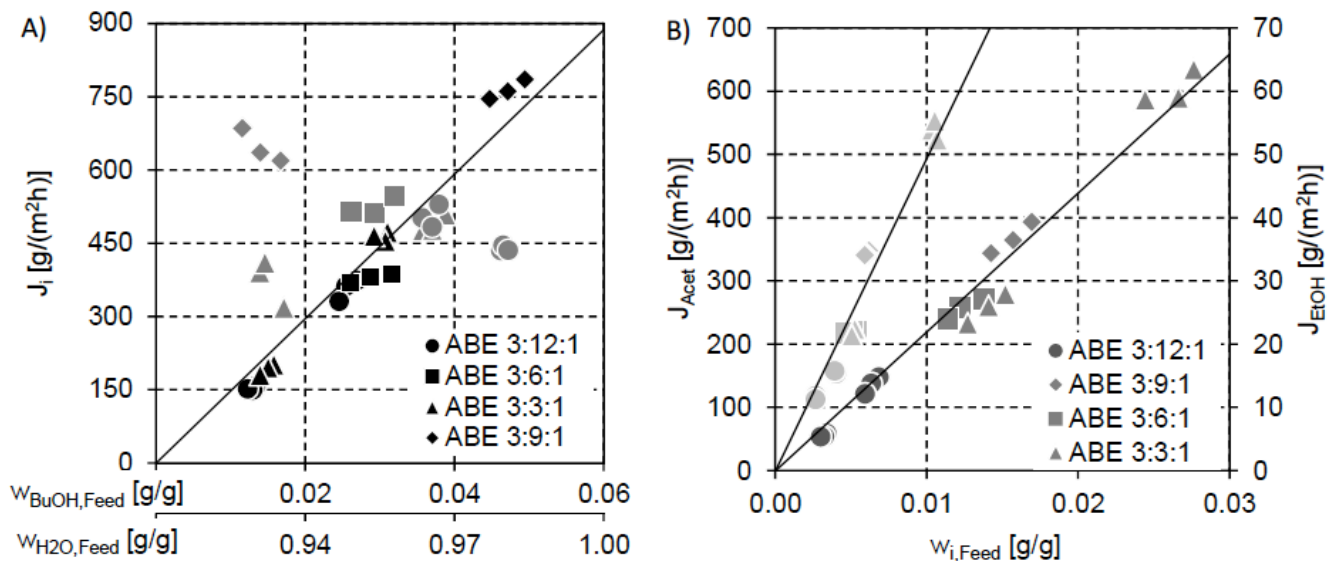 A)
900
750
600
450
300
150
0
J_i [g/(m²h)]
ABE 3:12:1
ABE 3:6:1
ABE 3:3:1
ABE 3:9:1
w_BuOH,Feed [g/g] 0.02 0.04 0.06
w_H2O,Feed [g/g] 0.94 0.97 1.00
B)
700
600
500
400
300
200
100
0
J_Acet [g/(m²h)]
ABE 3:12:1
ABE 3:9:1
ABE 3:6:1
ABE 3:3:1
70
60
50
40
30
20
10
0
J_EtOH [g/(m²h)]
0.00 0.01 0.02 0.03
w_i,Feed [g/g]